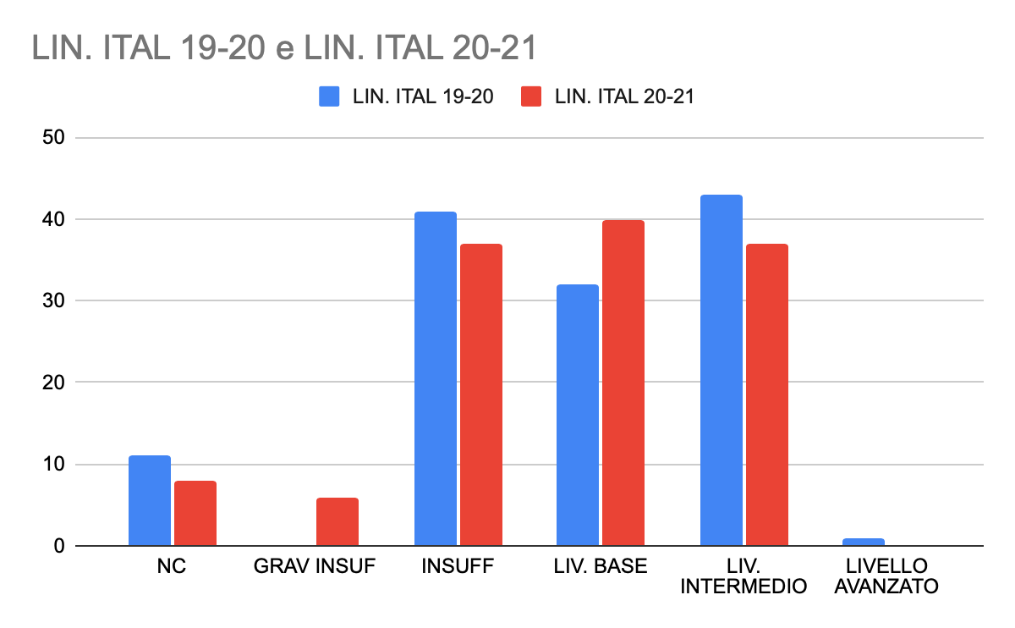 LIN. ITAL 19-20 e LIN. ITAL 20-21
LIN. ITAL 19-20 LIN. ITAL 20-21
50
40
30
20
10
0
NC GRAV INSUF INSUFF LIV. BASE LIV. LIVELLO
INTERMEDIO AVANZATO